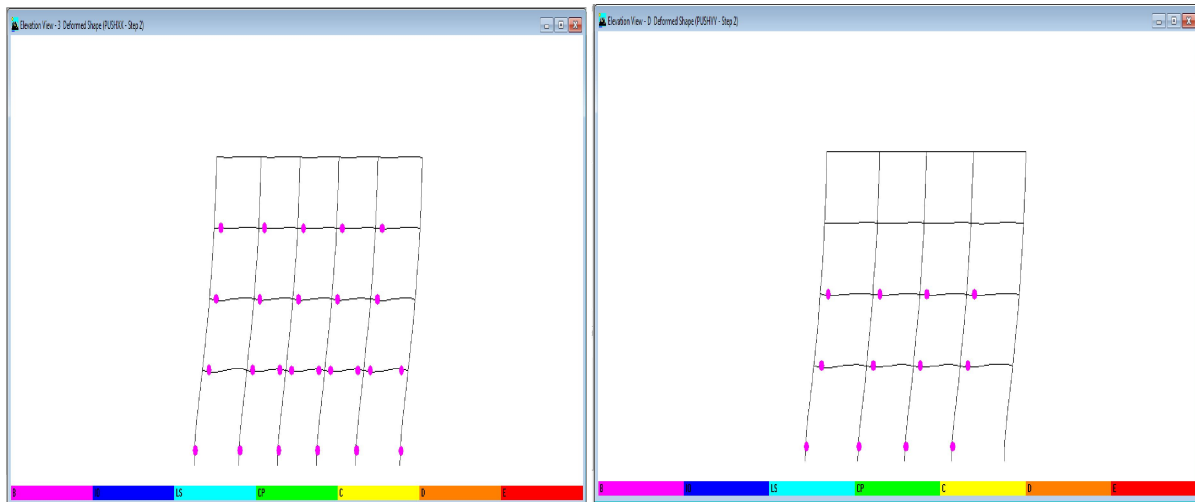 Elevation View - 3 Deformed Shape (PUSHXX - Step 2)
Elevation View - D Deformed Shape (PUSHYY - Step 2)
B LS CP C D E
B LS CP C D E